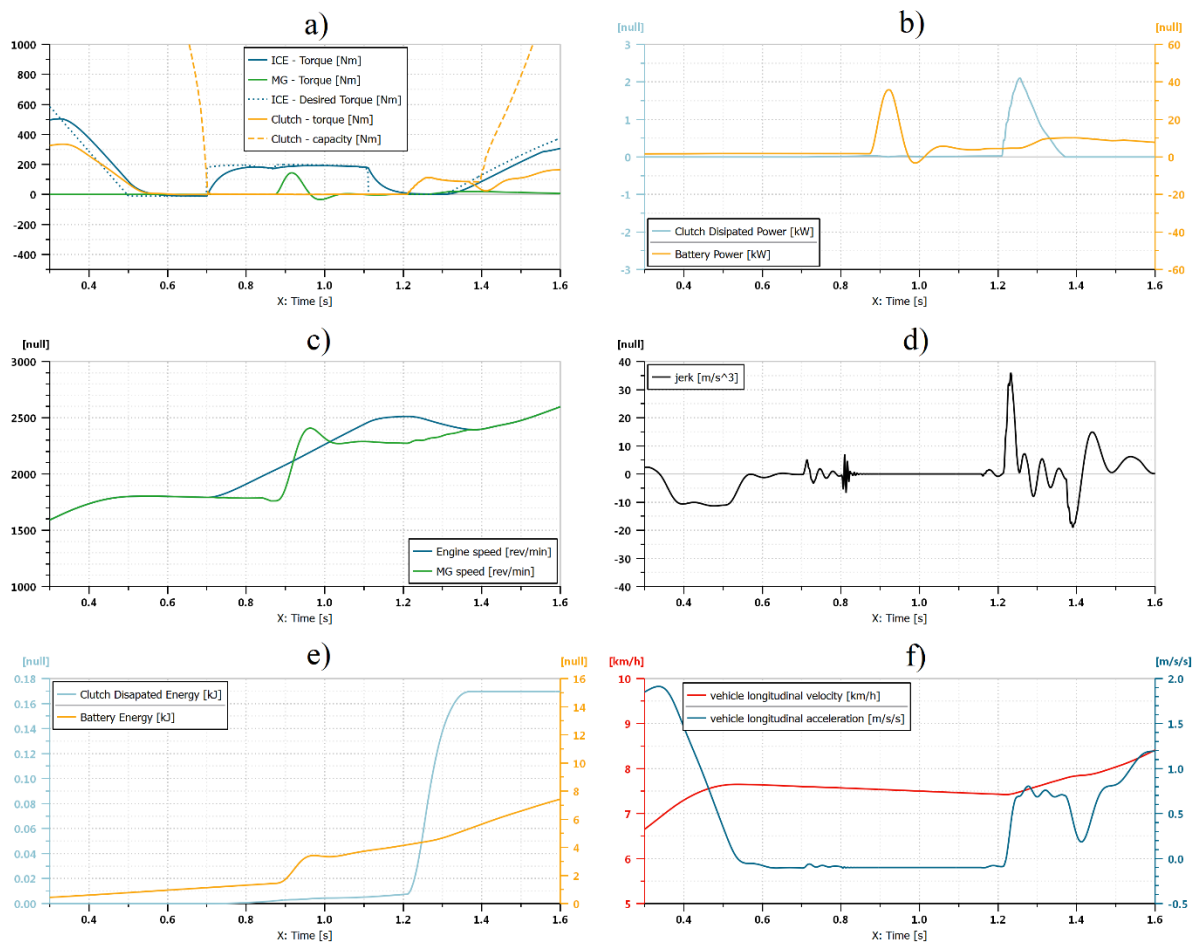 a)
1000
800
600
400
200
0
-200
-400
0.4 0.6 0.8 1.0 1.2 1.4 1.6
X: Time [s]
ICE - Torque [Nm]
MG - Torque [Nm]
ICE - Desired Torque [Nm]
Clutch - torque [Nm]
Clutch - capacity [Nm]
b)
[null] [null]
3
2
1
0
-1
-2
-3
60
40
20
0
-20
-40
-60
Clutch Disipated Power [kW]
Battery Power [kW]
0.4 0.6 0.8 1.0 1.2 1.4 1.6
X: Time [s]
c)
[null]
3000
2500
2000
1500
1000
Engine speed [rev/min]
MG speed [rev/min]
0.4 0.6 0.8 1.0 1.2 1.4 1.6
X: Time [s]
d)
[null]
40
30
20
10
0
-10
-20
-30
-40
jerk [m/s^3]
0.4 0.6 0.8 1.0 1.2 1.4 1.6
X: Time [s]
e)
[null] [null]
0.18
0.16
0.14
0.12
0.10
0.08
0.06
0.04
0.02
0.00
16
14
12
10
8
6
4
2
0
Clutch Disapated Energy [kJ]
Battery Energy [kJ]
0.4 0.6 0.8 1.0 1.2 1.4 1.6
X: Time [s]
f)
[km/h] [m/s/s]
10
9
8
7
6
5
2.0
1.5
1.0
0.5
-0.0
-0.5
vehicle longitudinal velocity [km/h]
vehicle longitudinal acceleration [m/s/s]
0.4 0.6 0.8 1.0 1.2 1.4 1.6
X: Time [s]